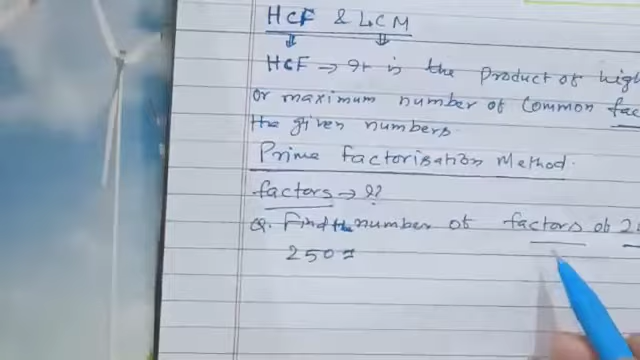 HCF & LCM
HCF → It is the product of high
or maximum number of Common fac
the given numbers
Prime factorisation Method.
factors → ??
Q. Find the number of factors of 2
250 =